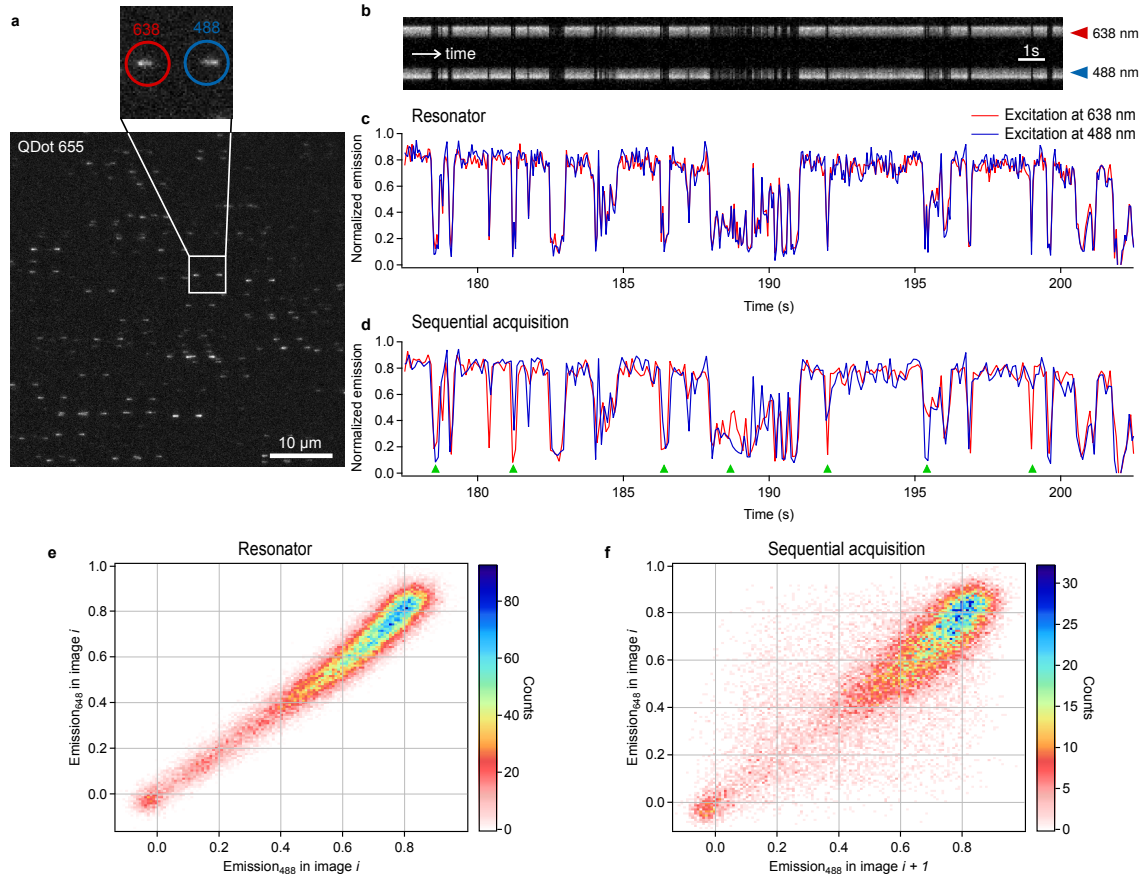 a
638 488
QDot 655
10 µm
b
time
1s
638 nm
488 nm
c Resonator
Excitation at 638 nm
Excitation at 488 nm
Normalized emission
1.0
0.8
0.6
0.4
0.2
0.0
180 185 190 195 200
Time (s)
d Sequential acquisition
Normalized emission
1.0
0.8
0.6
0.4
0.2
0.0
180 185 190 195 200
Time (s)
e Resonator
Emission648 in image i
1.0
0.8
0.6
0.4
0.2
0.0
0.0 0.2 0.4 0.6 0.8
Emission488 in image i
80
60
40
20
0
Counts
f Sequential acquisition
Emission648 in image i
1.0
0.8
0.6
0.4
0.2
0.0
0.0 0.2 0.4 0.6 0.8
Emission488 in image i + 1
30
25
20
15
10
5
0
Counts